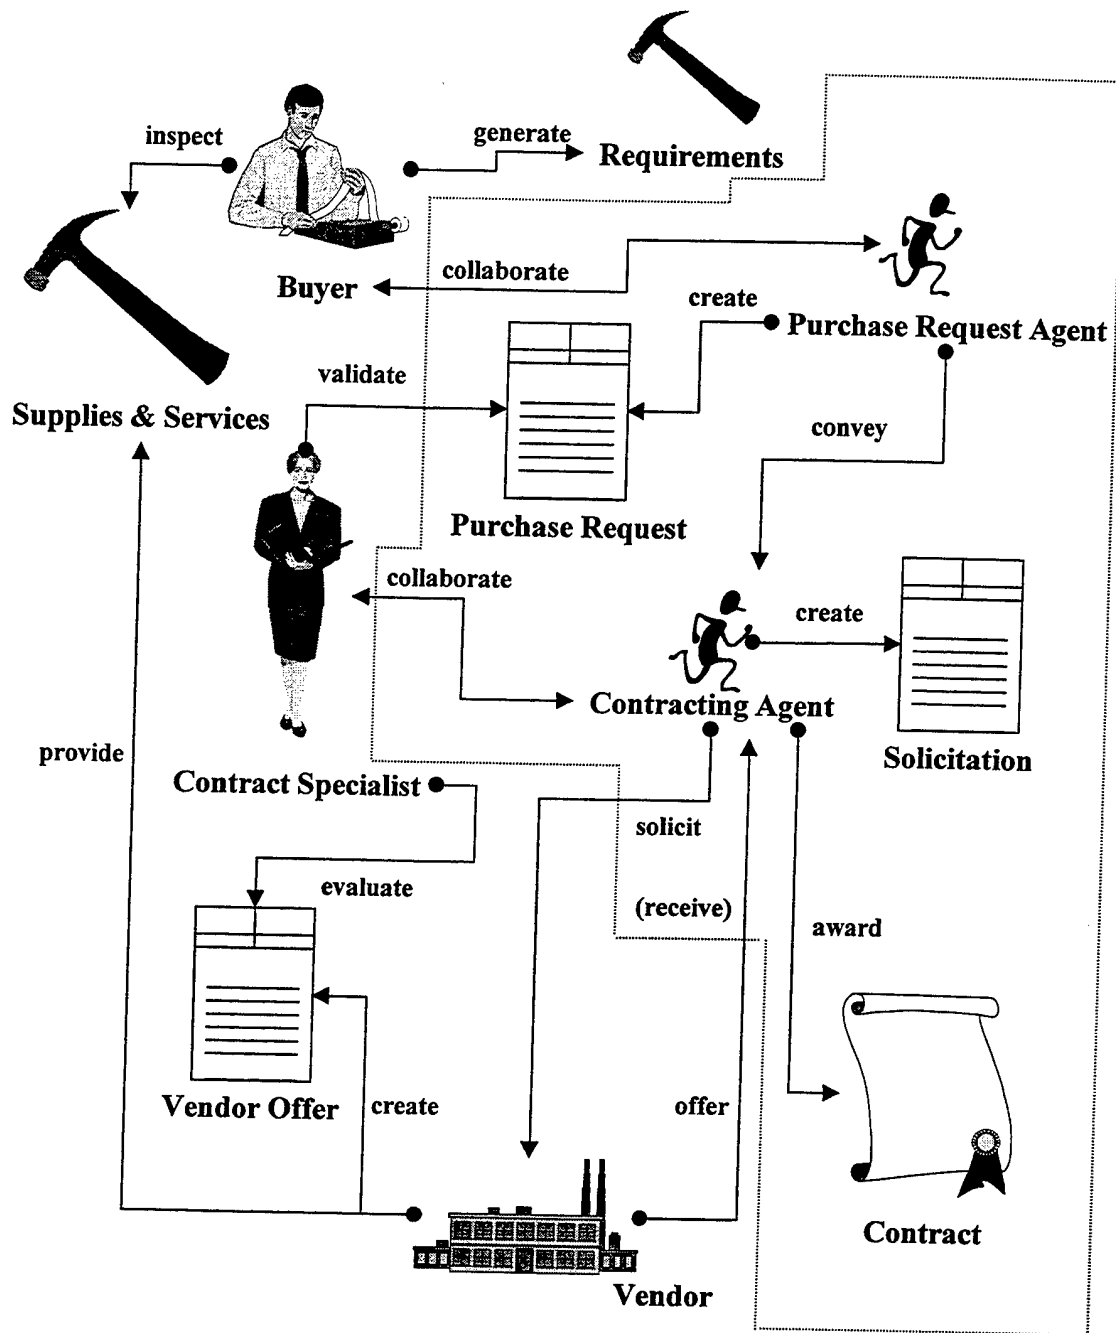 inspect
generate
Requirements
Buyer
collaborate
create
Purchase Request Agent
validate
Supplies & Services
convey
Purchase Request
collaborate
create
Contracting Agent
Solicitation
provide
Contract Specialist
solicit
evaluate
(receive)
award
Vendor Offer
create
offer
Contract
Vendor